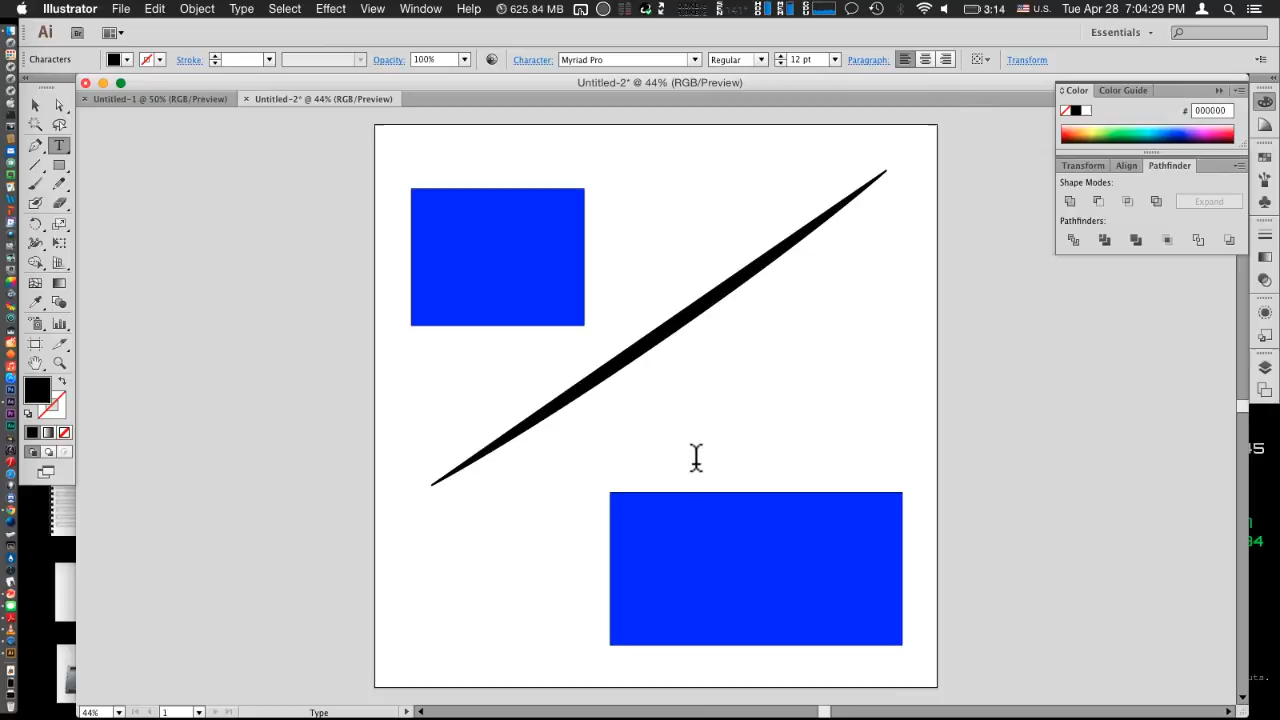 Illustrator File Edit Object Type Select Effect View Window Help 625.84 MB 3:14 U.S. Tue Apr 28 7:04:29 PM
Ai Br Essentials
Characters Stroke: Opacity: 100% Character: Myriad Pro Regular 12 pt Paragraph: Transform
Untitled-2* @ 44% (RGB/Preview)
× Untitled-1 @ 50% (RGB/Preview) × Untitled-2* @ 44% (RGB/Preview)
Color Color Guide
# 000000
Transform Align Pathfinder
Shape Modes:
Expand
Pathfinders:
T
44% 1 Type